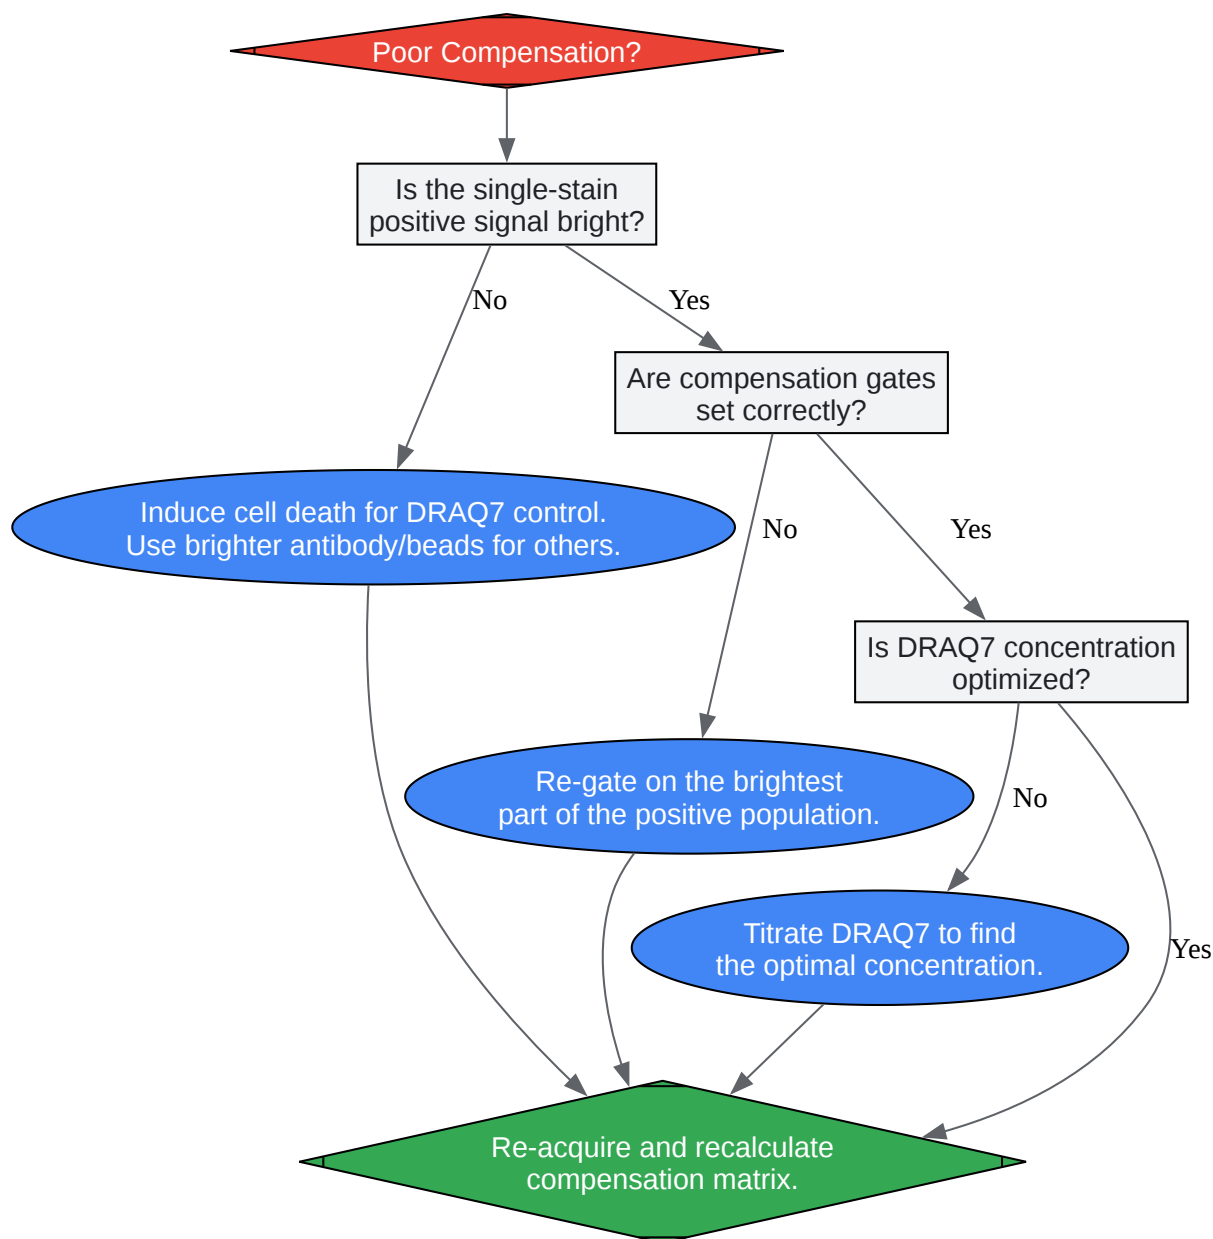 Poor Compensation?
Is the single-stain
positive signal bright?
No
Yes
Are compensation gates
set correctly?
Induce cell death for DRAQ7 control.
Use brighter antibody/beads for others.
No
Yes
Is DRAQ7 concentration
optimized?
Re-gate on the brightest
part of the positive population.
No
Titrate DRAQ7 to find
the optimal concentration.
Yes
Re-acquire and recalculate
compensation matrix.